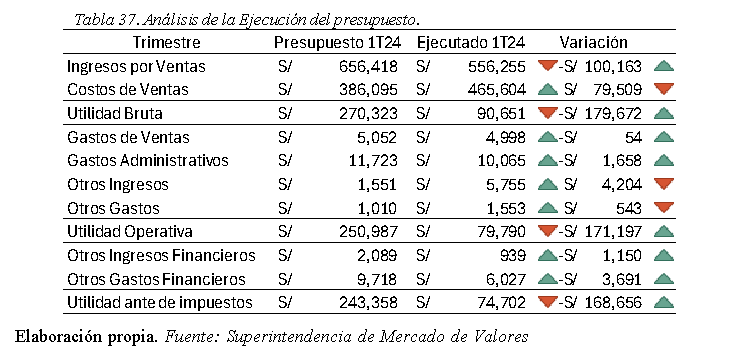 Tabla 37. Análisis de la Ejecución del presupuesto.
Trimestre Presupuesto 1T24 Ejecutado 1T24 Variación
Ingresos por Ventas S/ 656,418 S/ 556,255 -S/ 100,163
Costos de Ventas S/ 386,095 S/ 465,604 S/ 79,509
Utilidad Bruta S/ 270,323 S/ 90,651 -S/ 179,672
Gastos de Ventas S/ 5,052 S/ 4,998 -S/ 54
Gastos Administrativos S/ 11,723 S/ 10,065 -S/ 1,658
Otros Ingresos S/ 1,551 S/ 5,755 S/ 4,204
Otros Gastos S/ 1,010 S/ 1,553 S/ 543
Utilidad Operativa S/ 250,987 S/ 79,790 -S/ 171,197
Otros Ingresos Financieros S/ 2,089 S/ 939 -S/ 1,150
Otros Gastos Financieros S/ 9,718 S/ 6,027 -S/ 3,691
Utilidad ante de impuestos S/ 243,358 S/ 74,702 -S/ 168,656
Elaboración propia. Fuente: Superintendencia de Mercado de Valores